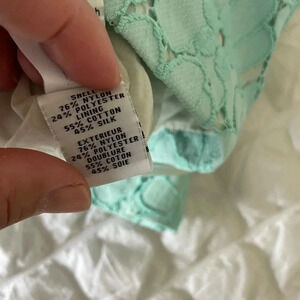 SHELL
76% NYLON
24% POLYESTER
LINING
55% COTTON
45% SILK
EXTERIEUR
76% NYLON
24% POLYESTER
DOUBLURE
55% COTON
45% SOIE